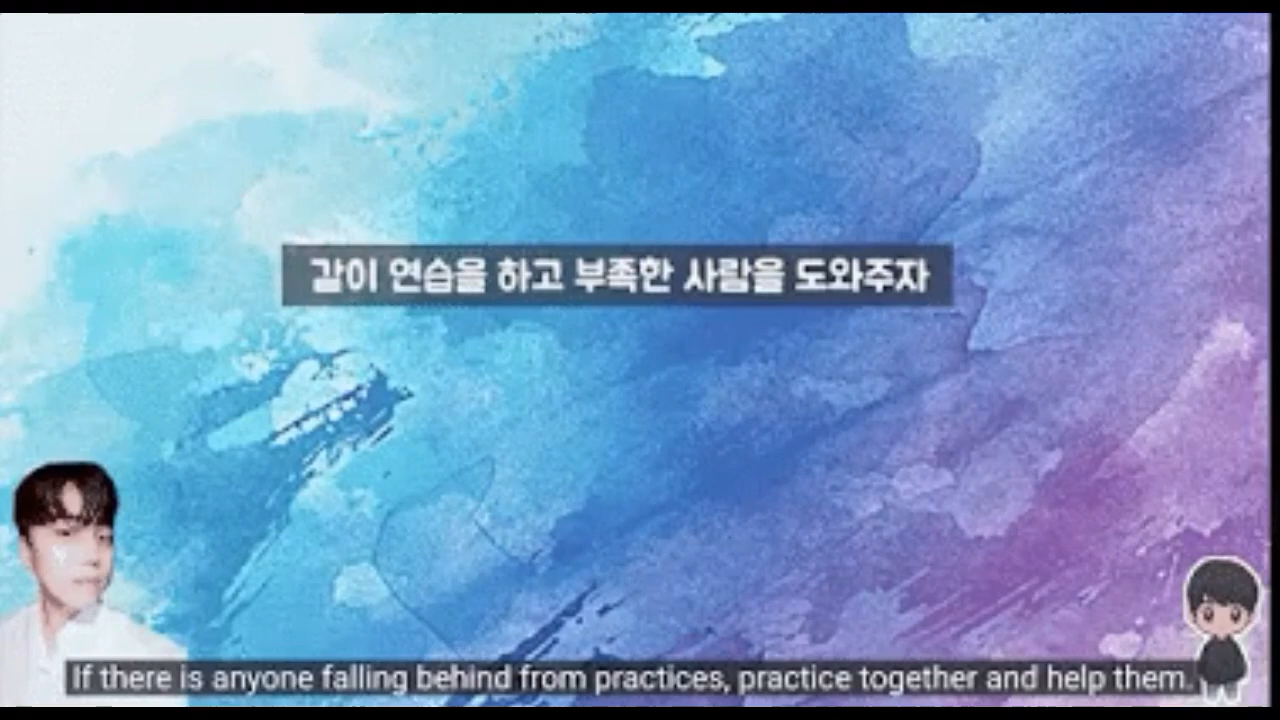 같이 연습을 하고 부족한 사람을 도와주자
If there is anyone falling behind from practices, practice together and help them.